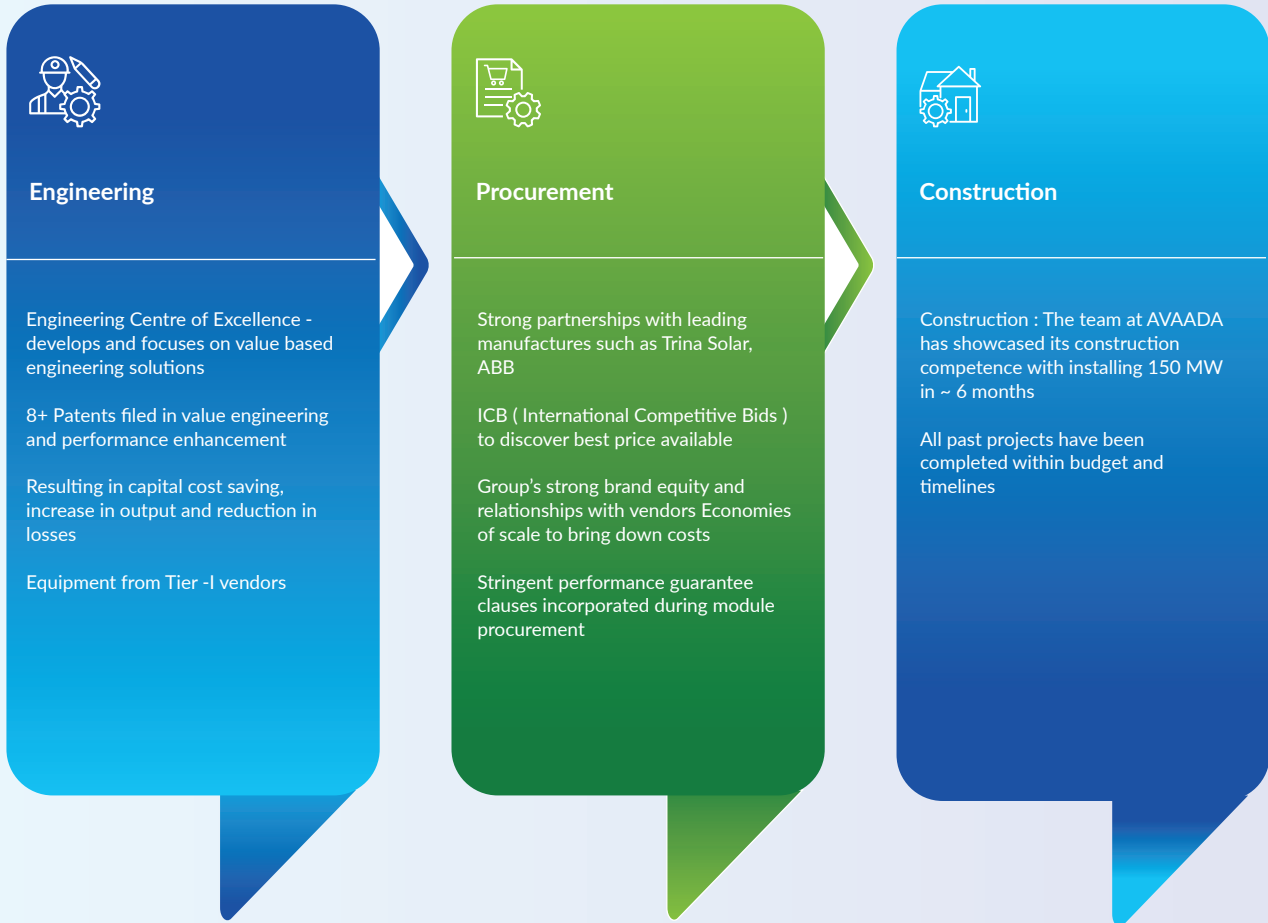 Engineering
Engineering Centre of Excellence -
develops and focuses on value based
engineering solutions
8+ Patents filed in value engineering
and performance enhancement
Resulting in capital cost saving,
increase in output and reduction in
losses
Equipment from Tier -I vendors
Procurement
Strong partnerships with leading
manufactures such as Trina Solar,
ABB
ICB ( International Competitive Bids )
to discover best price available
Group's strong brand equity and
relationships with vendors Economies
of scale to bring down costs
Stringent performance guarantee
clauses incorporated during module
procurement
Construction
Construction : The team at AVAADA
has showcased its construction
competence with installing 150 MW
in ~ 6 months
All past projects have been
completed within budget and
timelines